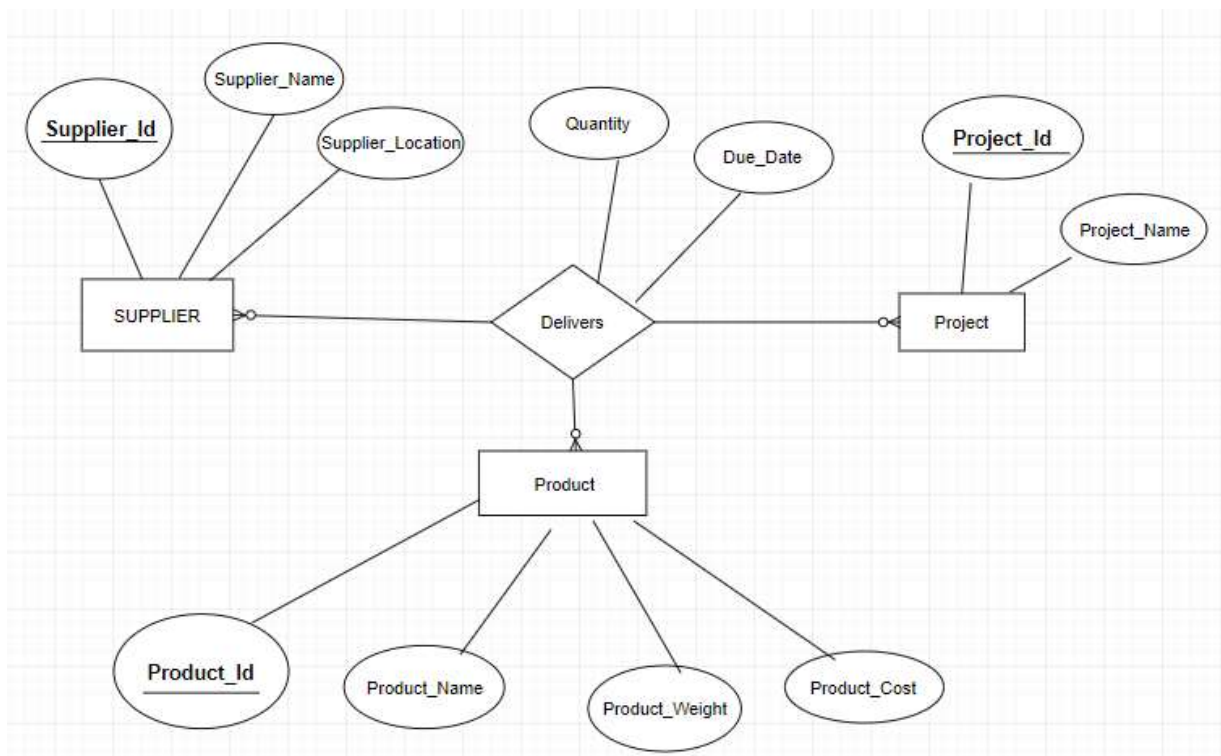 Supplier_Name
Supplier_Id
Supplier_Location
Quantity
Due_Date
Project_Id
Project_Name
SUPPLIER
Delivers
Project
Product
Product_Id
Product_Name
Product_Weight
Product_Cost